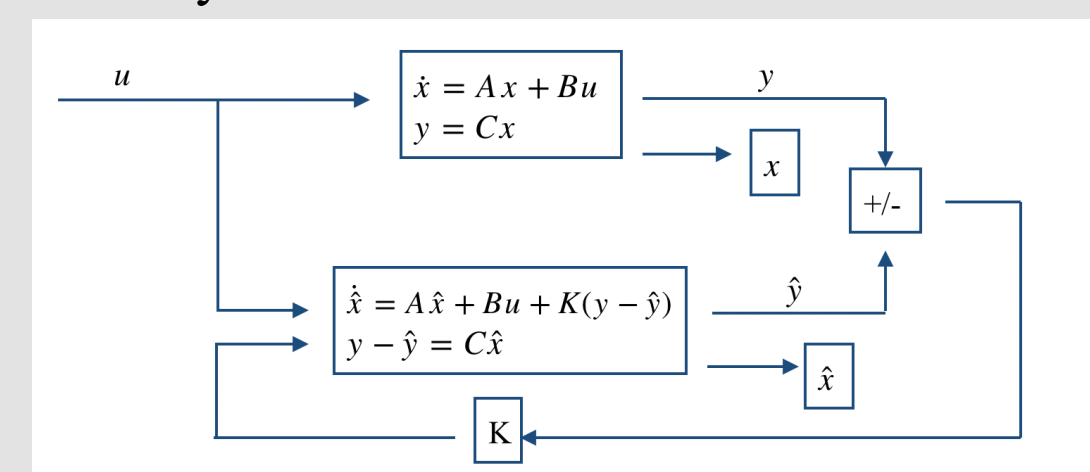 u
ẋ = Ax + Bu
y = Cx
y
x
+/-
x̂̇ = Ax̂ + Bu + K(y − ŷ)
y − ŷ = Cx̂
ŷ
x̂
K